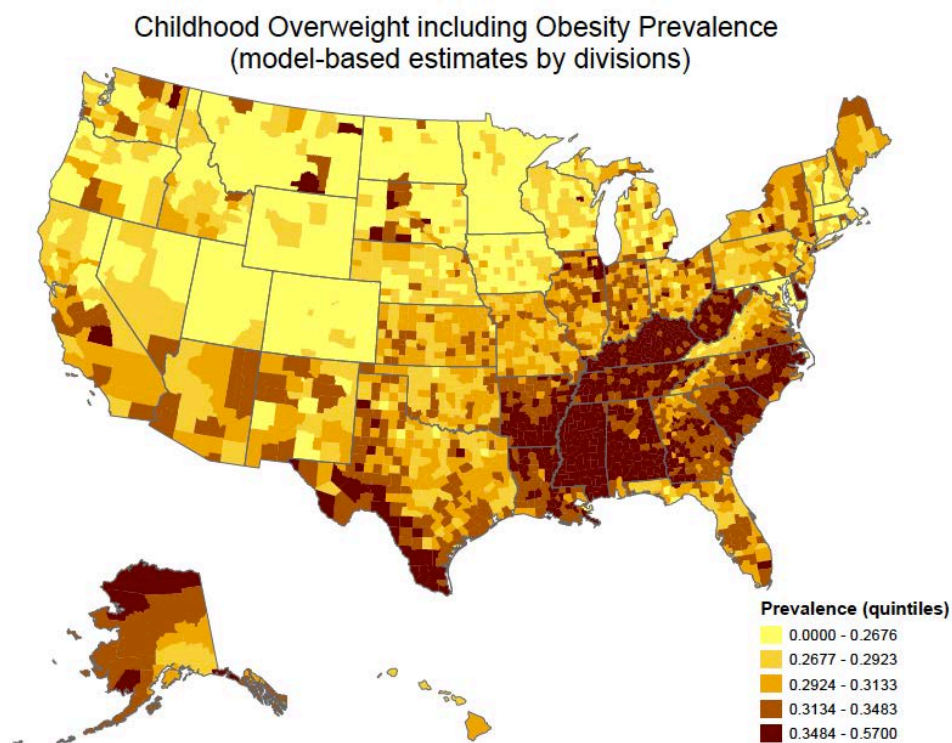 Childhood Overweight including Obesity Prevalence
(model-based estimates by divisions)
Prevalence (quintiles)
0.0000 - 0.2676
0.2677 - 0.2923
0.2924 - 0.3133
0.3134 - 0.3483
0.3484 - 0.5700